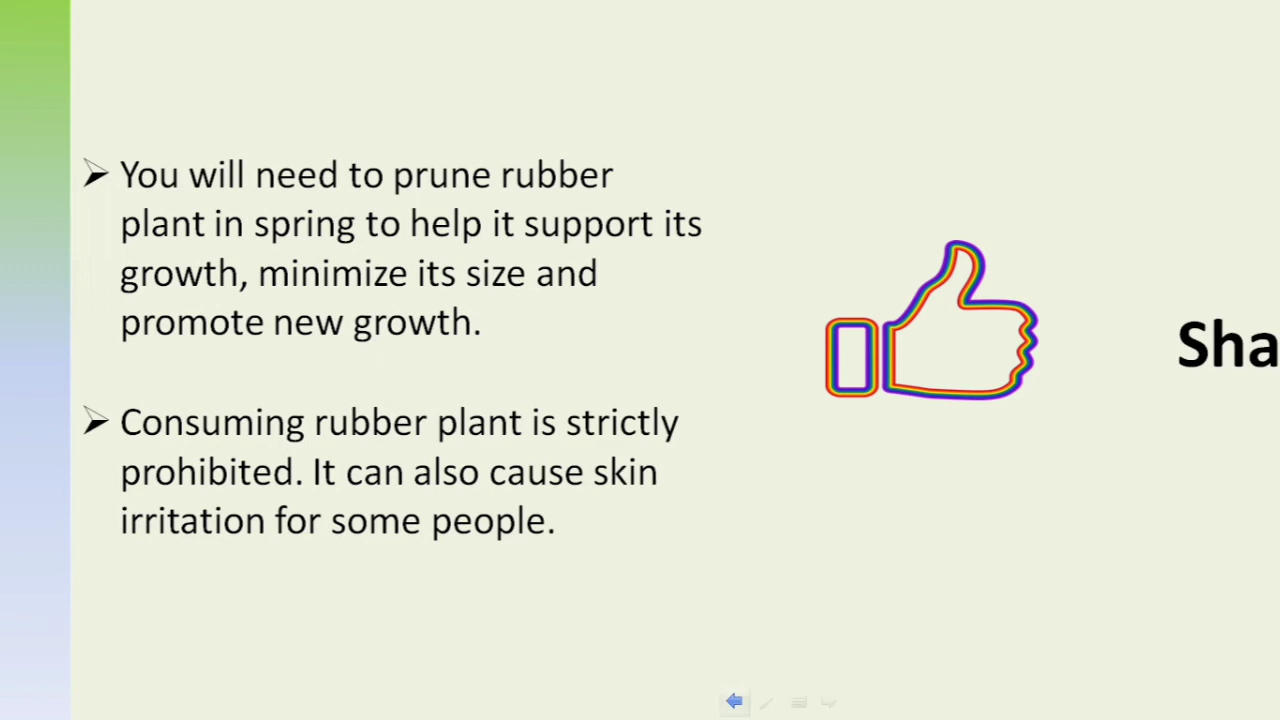 You will need to prune rubber
plant in spring to help it support its
growth, minimize its size and
promote new growth.
Consuming rubber plant is strictly
prohibited. It can also cause skin
irritation for some people.
Sha